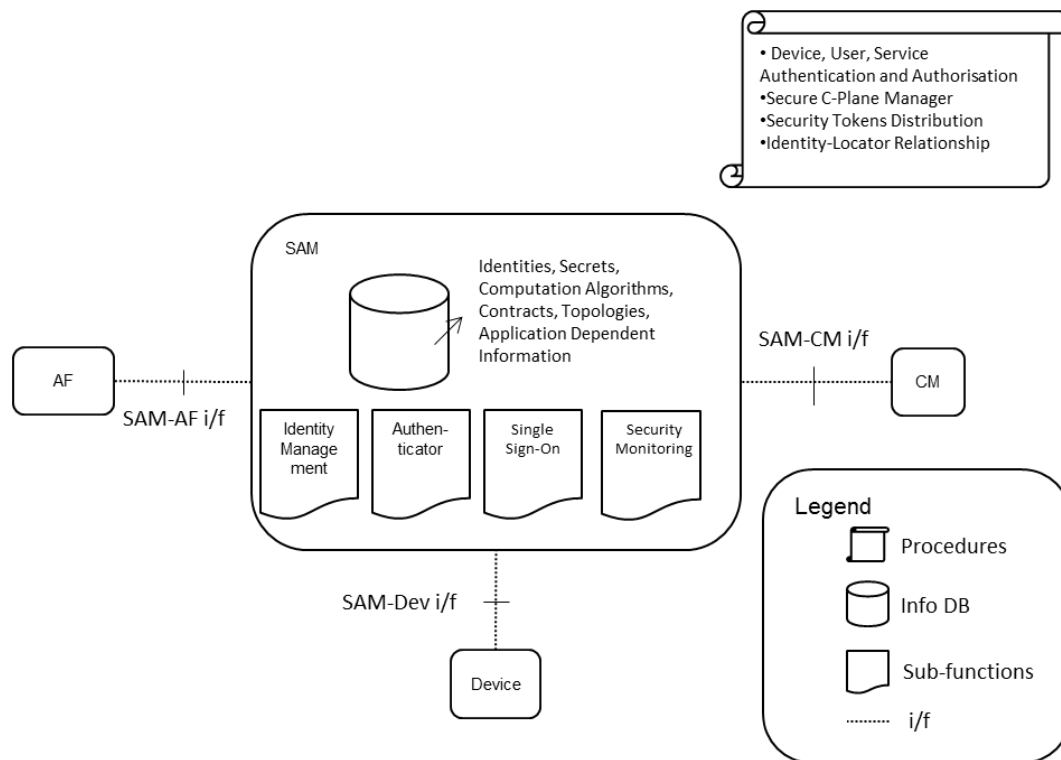 • Device, User, Service
Authentication and Authorisation
•Secure C-Plane Manager
•Security Tokens Distribution
•Identity-Locator Relationship
SAM
Identities, Secrets,
Computation Algorithms,
Contracts, Topologies,
Application Dependent
Information
SAM-CM i/f
AF
CM
SAM-AF i/f
Identity
Manage
ment
Authen-
ticator
Single
Sign-On
Security
Monitoring
Legend
Procedures
Info DB
Sub-functions
i/f
SAM-Dev i/f
Device